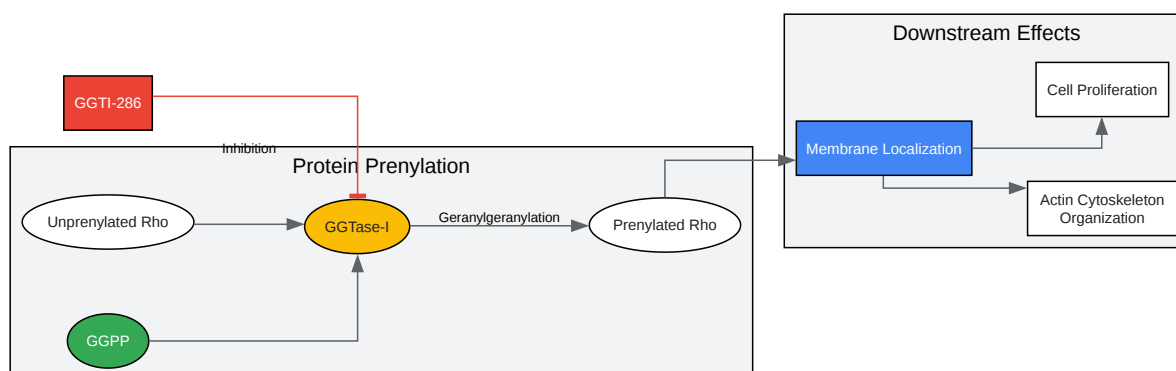 Downstream Effects
GGTI-286
Cell Proliferation
Inhibition
Protein Prenylation
Membrane Localization
Unprenylated Rho
GGTase-I
Geranylgeranylation
Prenylated Rho
Actin Cytoskeleton
Organization
GGPP